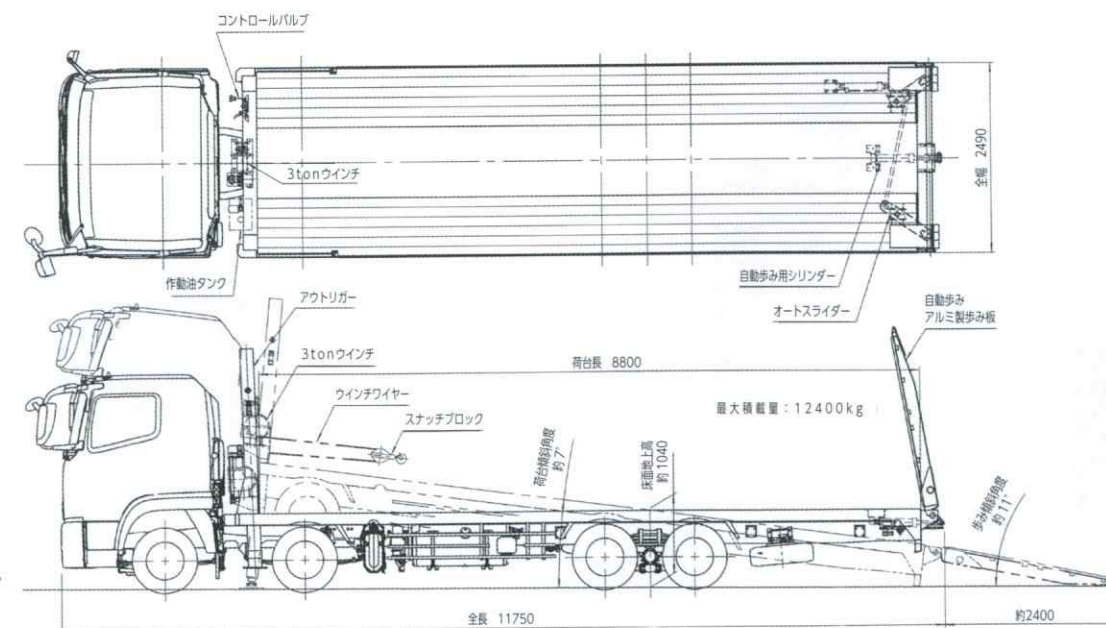 コントロールバルブ
3tonウインチ
全幅 2490
作動油タンク
自動歩み用シリンダー
オートスライダー
アウトリガー
自動歩み
アルミ製歩み板
3tonウインチ
荷台長 8800
ウインチワイヤー
スナッチブロック
最大積載量：12400kg
荷台傾斜角度
約 7°
床面地上高
約 1040
歩み傾斜角度
約 11°
全長 11750
約2400